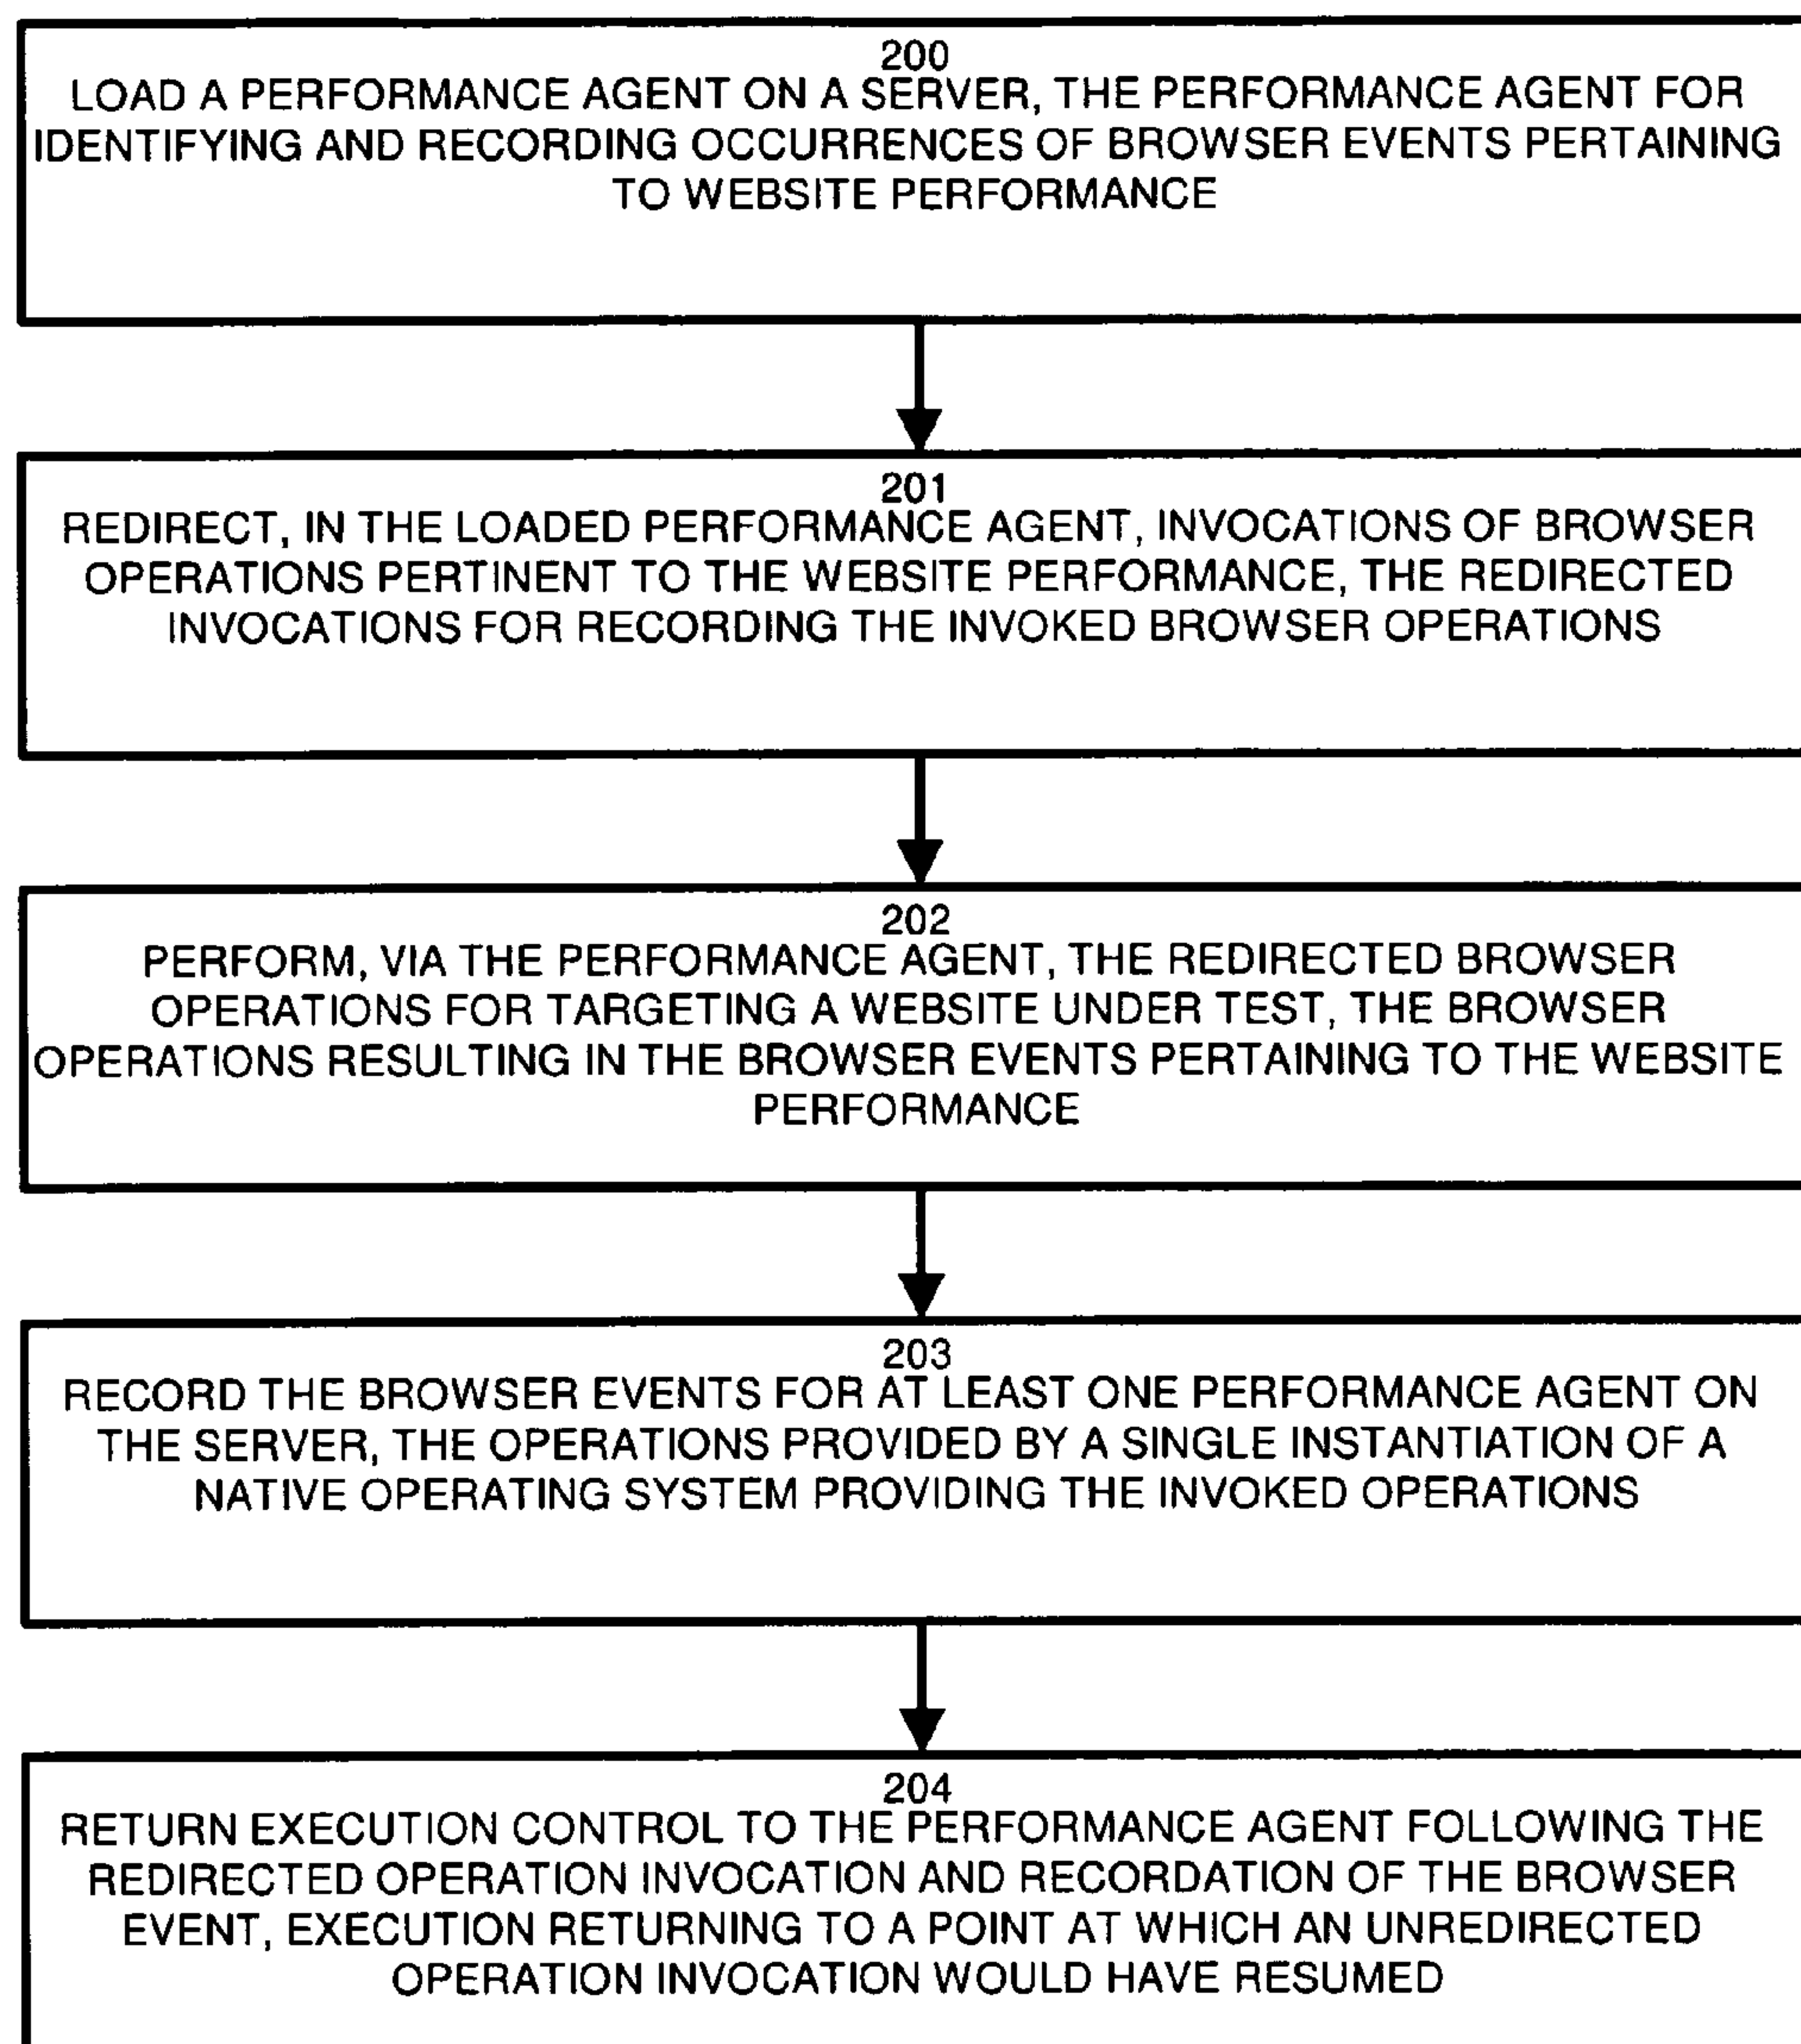 200
LOAD A PERFORMANCE AGENT ON A SERVER, THE PERFORMANCE AGENT FOR
IDENTIFYING AND RECORDING OCCURRENCES OF BROWSER EVENTS PERTAINING
TO WEBSITE PERFORMANCE
201
REDIRECT, IN THE LOADED PERFORMANCE AGENT, INVOCATIONS OF BROWSER
OPERATIONS PERTINENT TO THE WEBSITE PERFORMANCE, THE REDIRECTED
INVOCATIONS FOR RECORDING THE INVOKED BROWSER OPERATIONS
202
PERFORM, VIA THE PERFORMANCE AGENT, THE REDIRECTED BROWSER
OPERATIONS FOR TARGETING A WEBSITE UNDER TEST, THE BROWSER
OPERATIONS RESULTING IN THE BROWSER EVENTS PERTAINING TO THE WEBSITE
PERFORMANCE
203
RECORD THE BROWSER EVENTS FOR AT LEAST ONE PERFORMANCE AGENT ON
THE SERVER, THE OPERATIONS PROVIDED BY A SINGLE INSTANTIATION OF A
NATIVE OPERATING SYSTEM PROVIDING THE INVOKED OPERATIONS
204
RETURN EXECUTION CONTROL TO THE PERFORMANCE AGENT FOLLOWING THE
REDIRECTED OPERATION INVOCATION AND RECORDATION OF THE BROWSER
EVENT, EXECUTION RETURNING TO A POINT AT WHICH AN UNREDIRECTED
OPERATION INVOCATION WOULD HAVE RESUMED